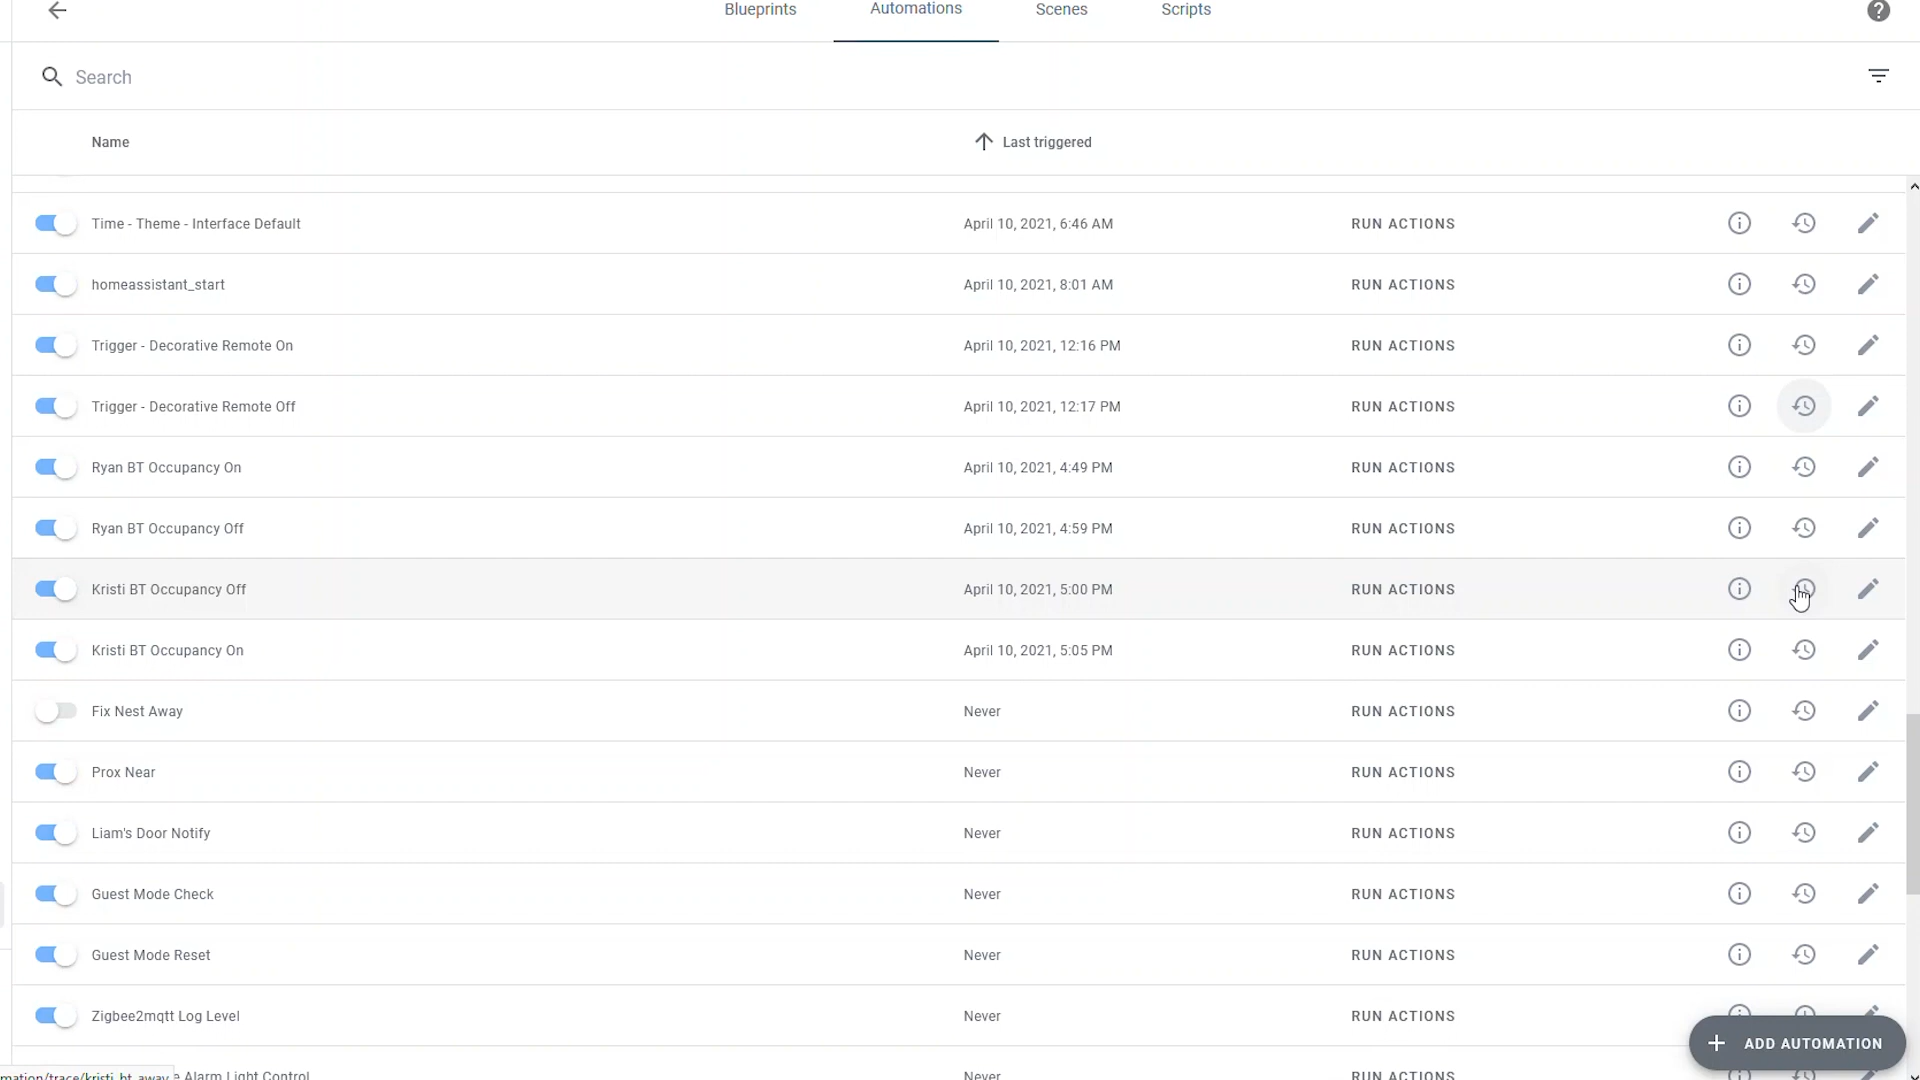 Blueprints Automations Scenes Scripts
Search
Name Last triggered
Time - Theme - Interface Default April 10, 2021, 6:46 AM RUN ACTIONS
homeassistant_start April 10, 2021, 8:01 AM RUN ACTIONS
Trigger - Decorative Remote On April 10, 2021, 12:16 PM RUN ACTIONS
Trigger - Decorative Remote Off April 10, 2021, 12:17 PM RUN ACTIONS
Ryan BT Occupancy On April 10, 2021, 4:49 PM RUN ACTIONS
Ryan BT Occupancy Off April 10, 2021, 4:59 PM RUN ACTIONS
Kristi BT Occupancy Off April 10, 2021, 5:00 PM RUN ACTIONS
Kristi BT Occupancy On April 10, 2021, 5:05 PM RUN ACTIONS
Fix Nest Away Never RUN ACTIONS
Prox Near Never RUN ACTIONS
Liam's Door Notify Never RUN ACTIONS
Guest Mode Check Never RUN ACTIONS
Guest Mode Reset Never RUN ACTIONS
Zigbee2mqtt Log Level Never RUN ACTIONS
ADD AUTOMATION
mation/trace/kristi_bt_away e Alarm Light Control Never RUN ACTIONS